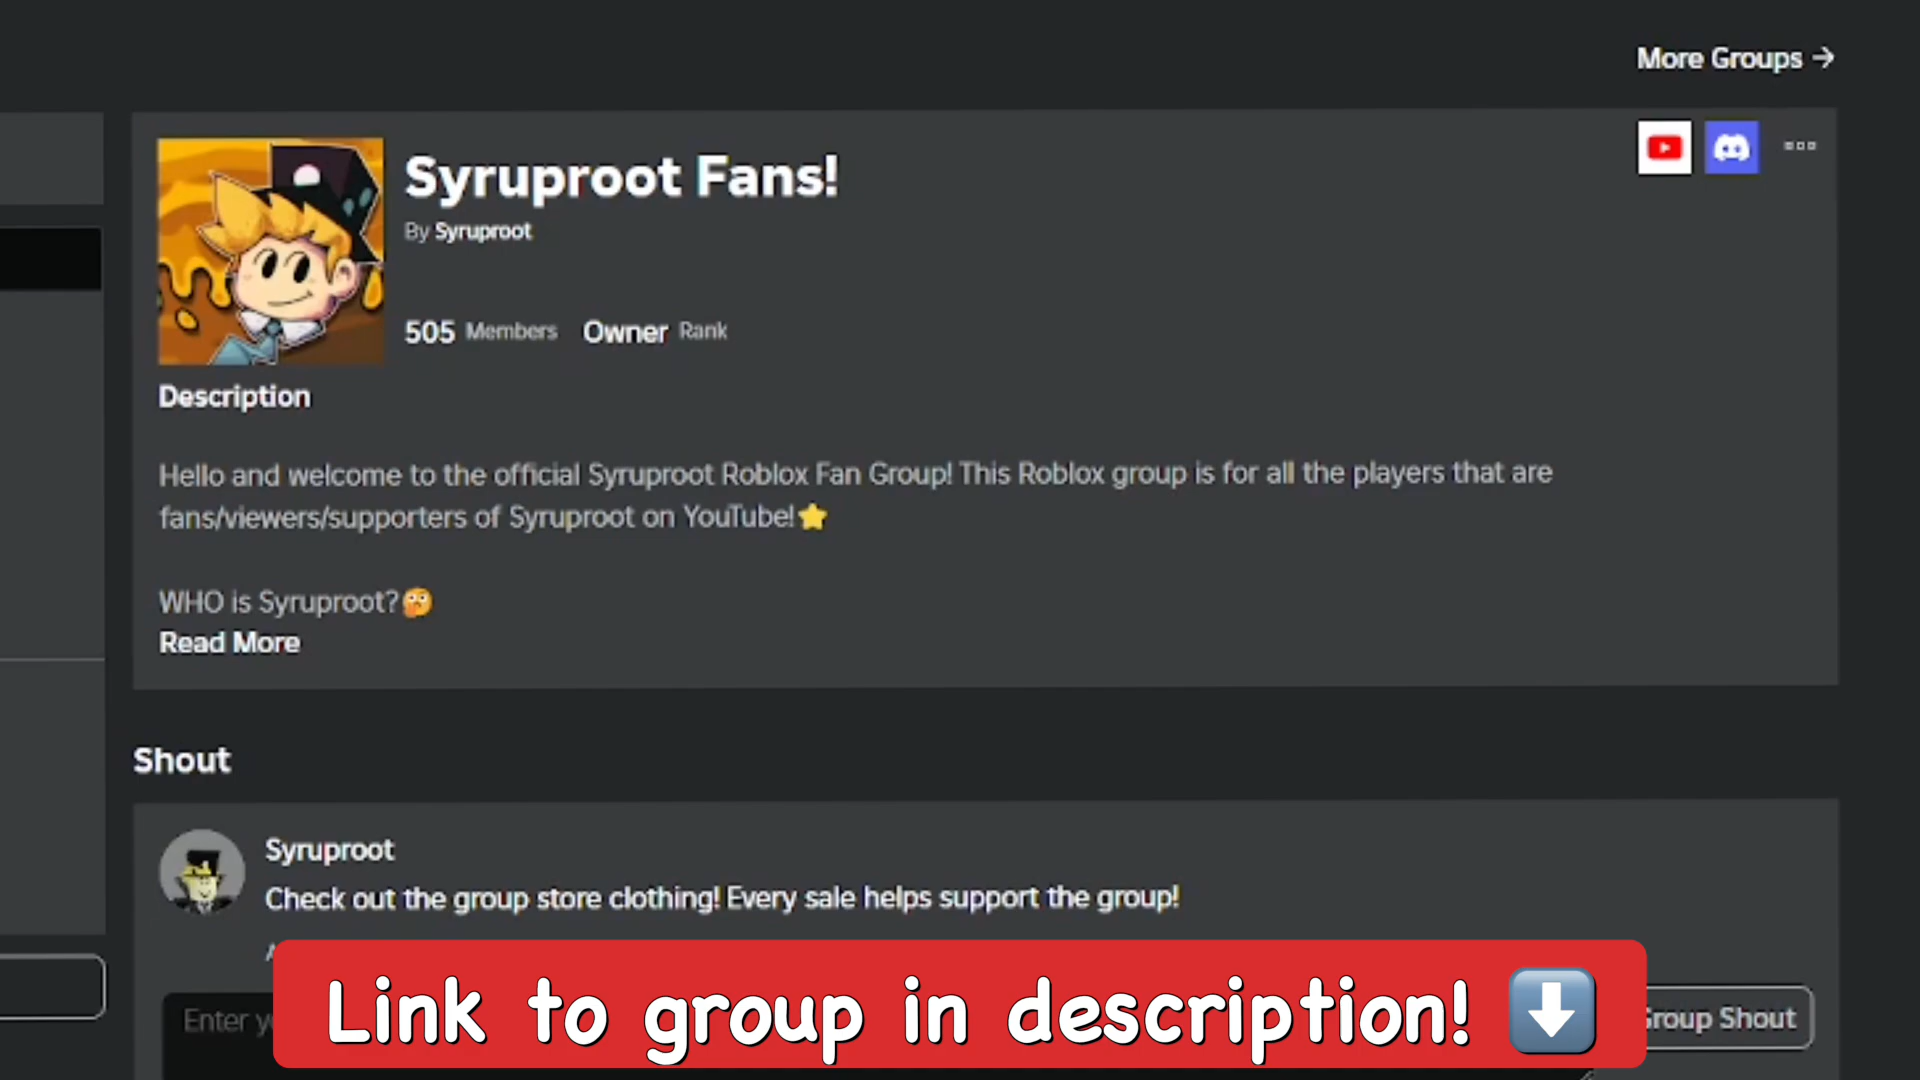 More Groups →
Syruproot Fans!
By Syruproot
505 Members Owner Rank
Description
Hello and welcome to the official Syruproot Roblox Fan Group! This Roblox group is for all the players that are
fans/viewers/supporters of Syruproot on YouTube!⭐
WHO is Syruproot?🤔
Read More
Shout
Syruproot
Check out the group store clothing! Every sale helps support the group!
Enter
Group Shout
Link to group in description! ⬇️